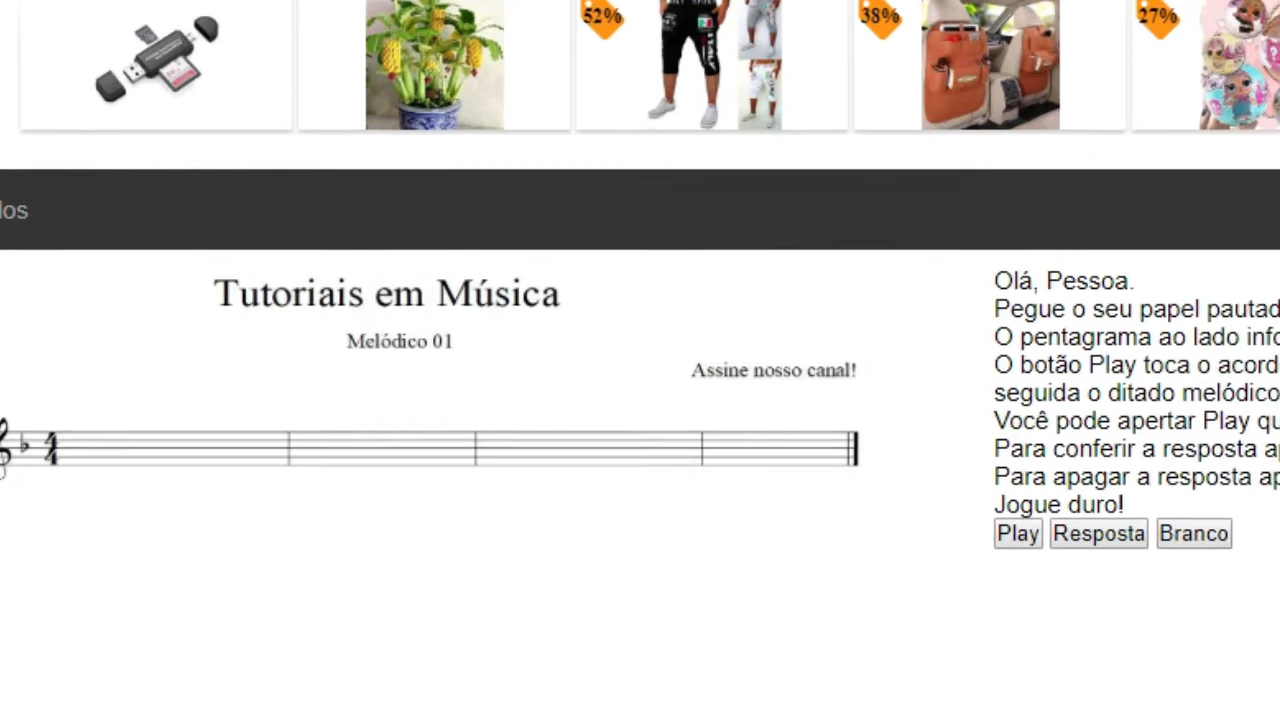 52%
38%
27%
los
Tutoriais em Música
Melódico 01
Assine nosso canal!
4
4
Olá, Pessoa.
Pegue o seu papel pautad
O pentagrama ao lado info
O botão Play toca o acord
seguida o ditado melódico
Você pode apertar Play qu
Para conferir a resposta ap
Para apagar a resposta ap
Jogue duro!
Play Resposta Branco